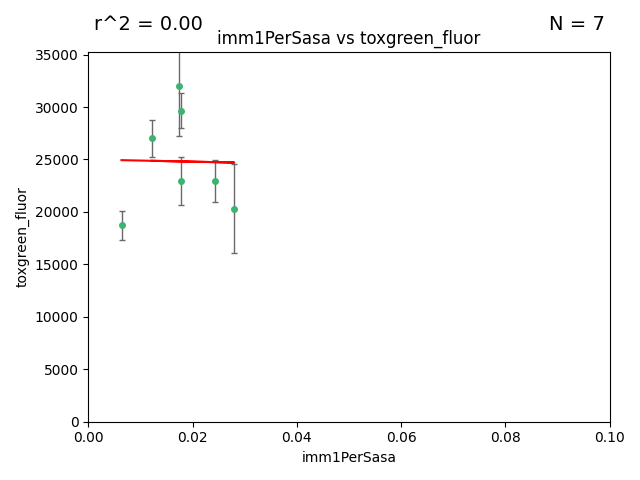 r^2 = 0.00
N = 7
imm1PerSasa vs toxgreen_fluor
35000
30000
25000
20000
15000
10000
5000
0
toxgreen_fluor
0.00
0.02
0.04
0.06
0.08
0.10
imm1PerSasa